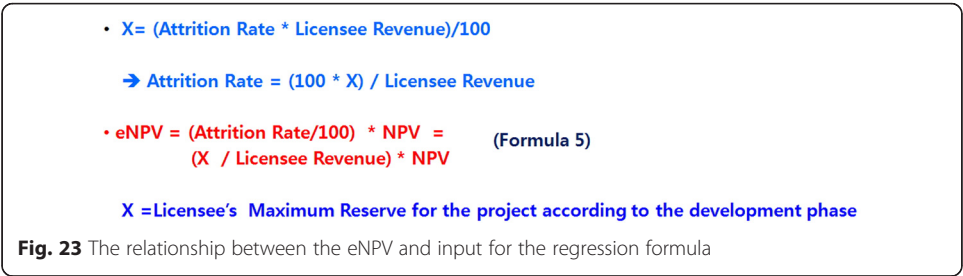 • X= (Attrition Rate * Licensee Revenue)/100
➔ Attrition Rate = (100 * X) / Licensee Revenue
• eNPV = (Attrition Rate/100) * NPV =
(X / Licensee Revenue) * NPV
(Formula 5)
X =Licensee's Maximum Reserve for the project according to the development phase
Fig. 23 The relationship between the eNPV and input for the regression formula